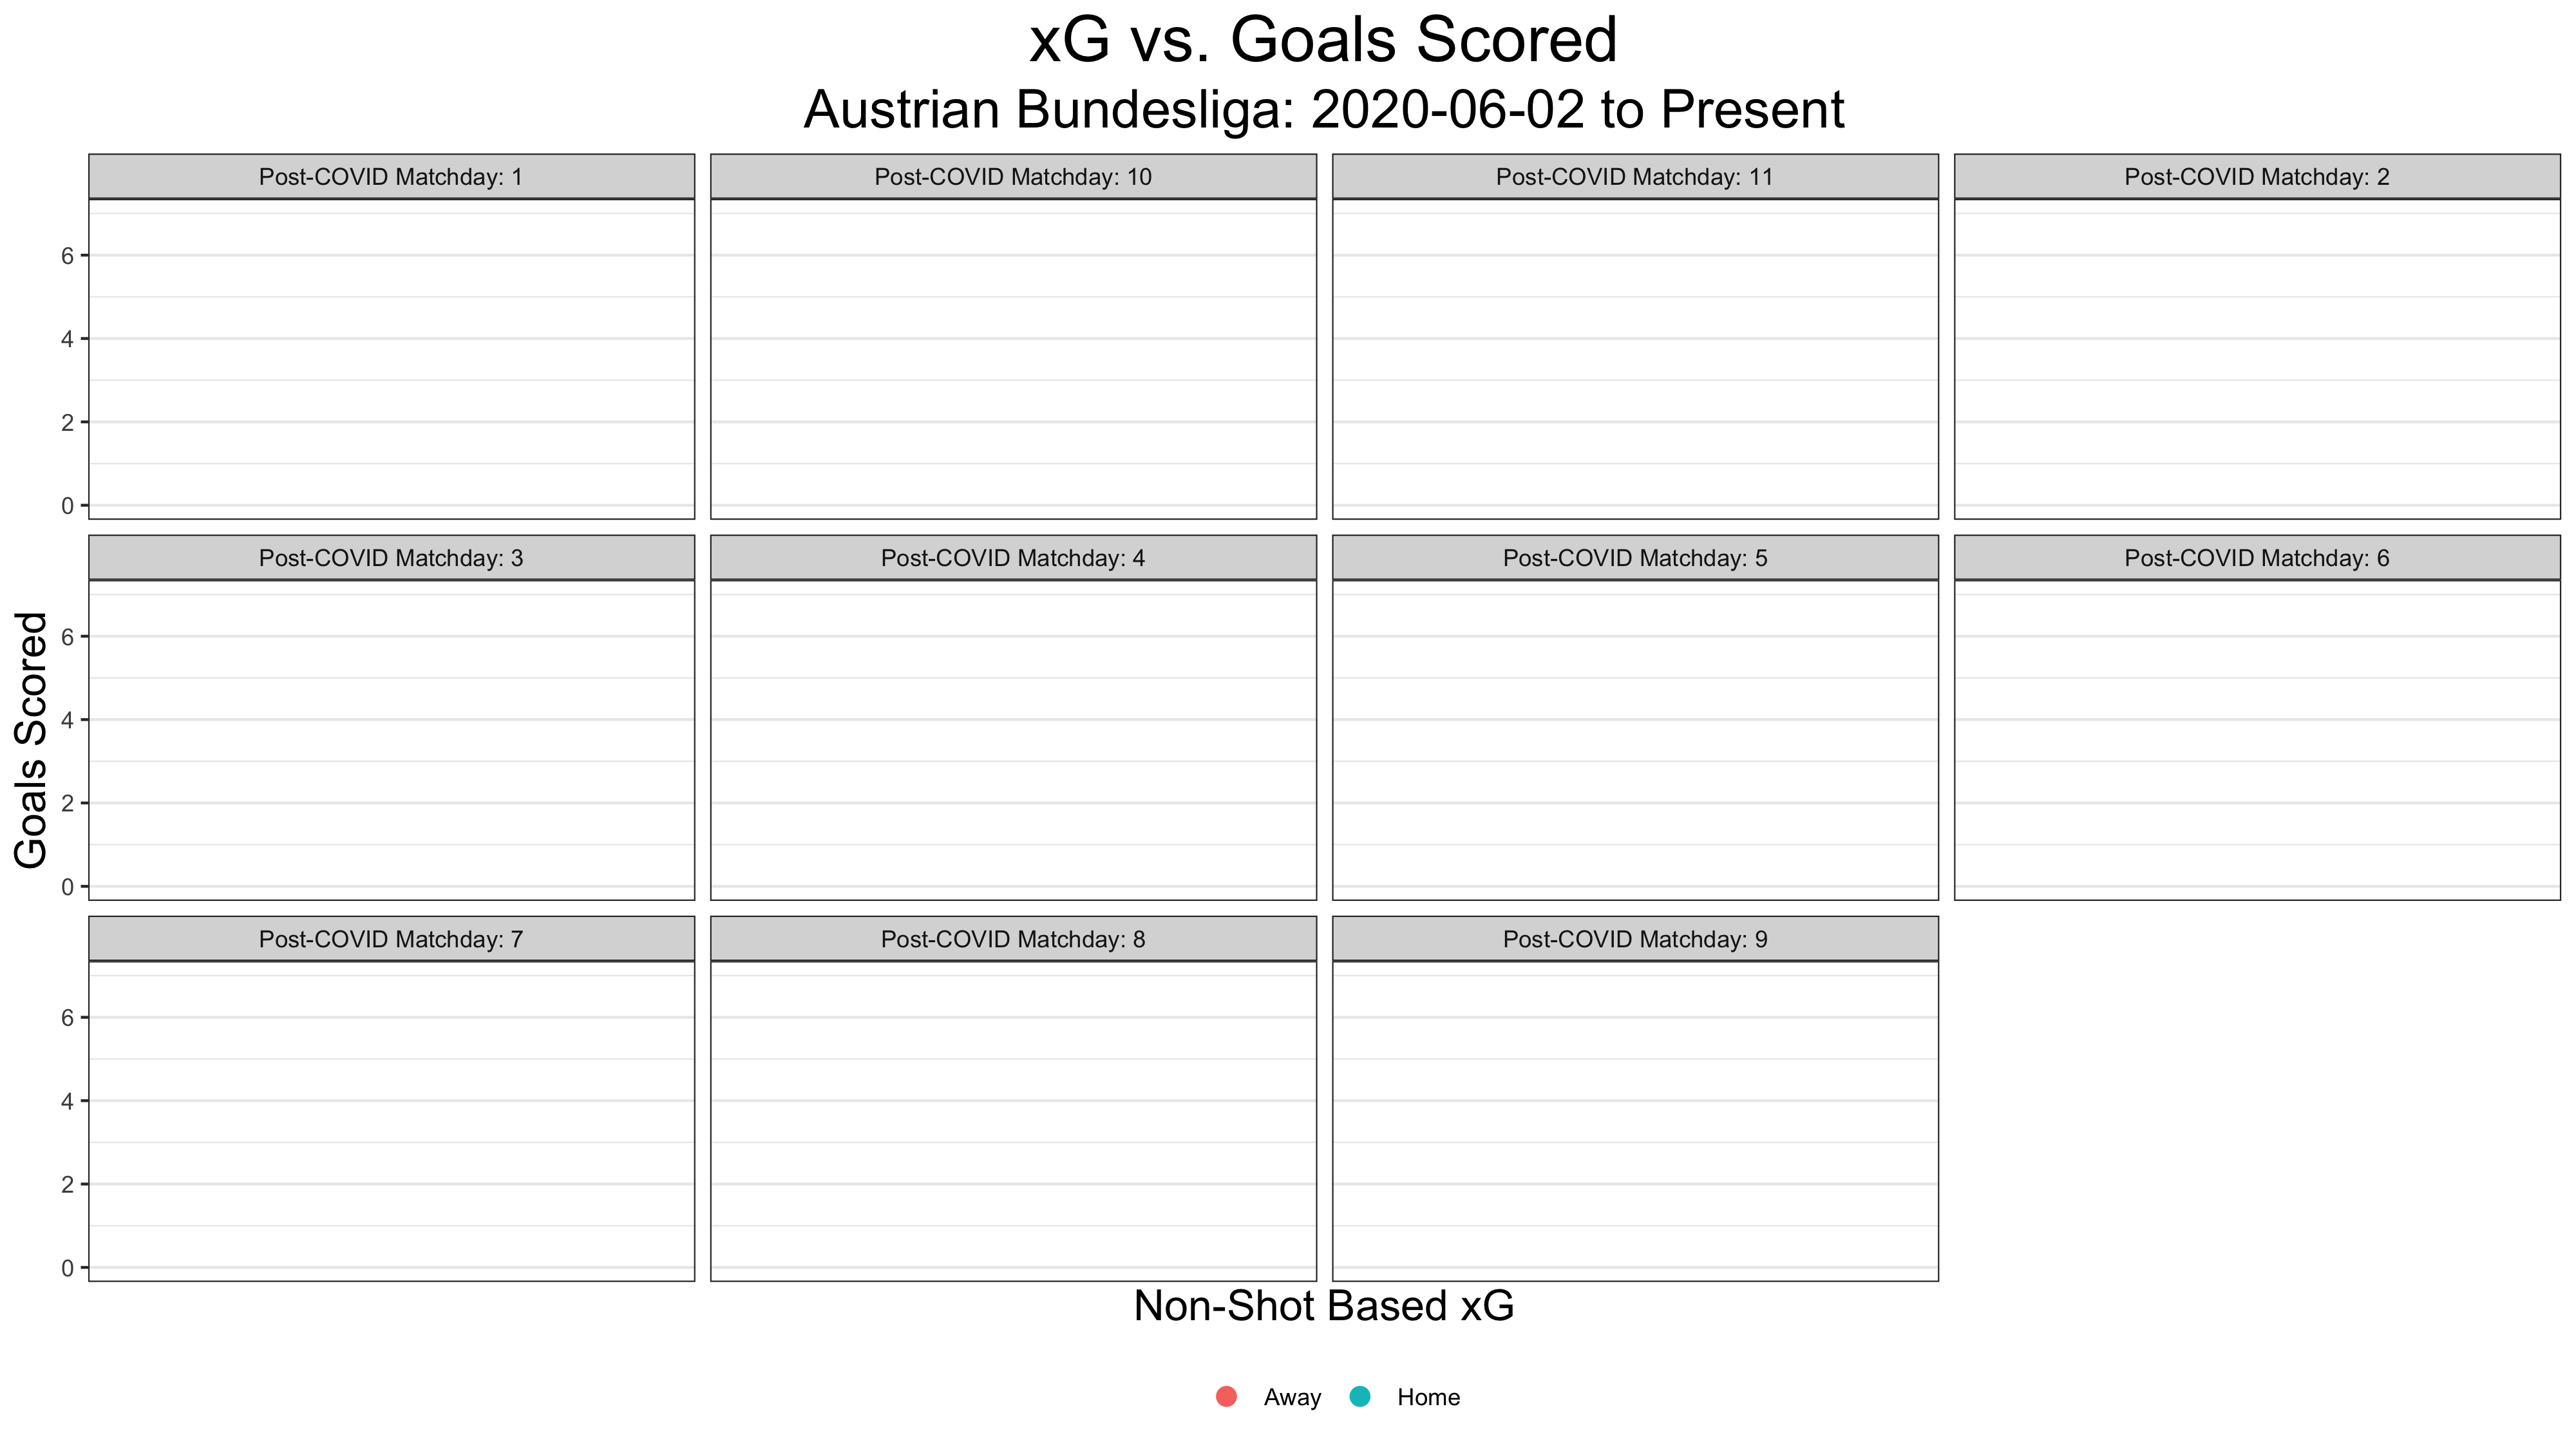 xG vs. Goals Scored
Austrian Bundesliga: 2020-06-02 to Present
Post-COVID Matchday: 1
Post-COVID Matchday: 10
Post-COVID Matchday: 11
Post-COVID Matchday: 2
6
4
2
0
Post-COVID Matchday: 3
Post-COVID Matchday: 4
Post-COVID Matchday: 5
Post-COVID Matchday: 6
Goals Scored
6
4
2
0
Post-COVID Matchday: 7
Post-COVID Matchday: 8
Post-COVID Matchday: 9
6
4
2
0
Non-Shot Based xG
Away
Home